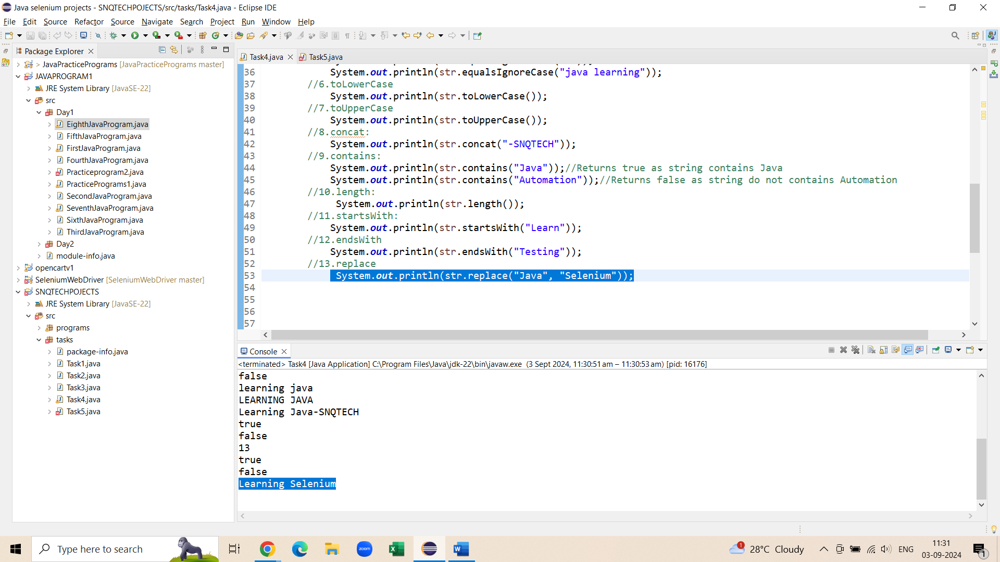 Java selenium projects - SNQTECHPOJECTS/src/tasks/Task4.java - Eclipse IDE
File Edit Source Refactor Source Navigate Search Project Run Window Help
Package Explorer
> JavaPracticePrograms [JavaPracticePrograms master]
JAVAPROGRAM1
JRE System Library [JavaSE-22]
src
Day1
EighthJavaProgram.java
FifthJavaProgram.java
FirstJavaProgram.java
FourthJavaProgram.java
Practiceprogram2.java
PracticePrograms1.java
SecondJavaProgram.java
SeventhJavaProgram.java
SixthJavaProgram.java
ThirdJavaProgram.java
Day2
module-info.java
opencartv1
SeleniumWebDriver [SeleniumWebDriver master]
SNQTECHPOJECTS
JRE System Library [JavaSE-22]
src
programs
tasks
package-info.java
Task1.java
Task2.java
Task3.java
Task4.java
Task5.java
Task4.java Task5.java
36 System.out.println(str.equalsIgnoreCase("java learning"));
37 //6.toLowerCase
38 System.out.println(str.toLowerCase());
39 //7.toUpperCase
40 System.out.println(str.toUpperCase());
41 //8.concat:
42 System.out.println(str.concat("-SNQTECH"));
43 //9.contains:
44 System.out.println(str.contains("Java"));//Returns true as string contains Java
45 System.out.println(str.contains("Automation"));//Returns false as string do not contains Automation
46 //10.length:
47 System.out.println(str.length());
48 //11.startsWith:
49 System.out.println(str.startsWith("Learn"));
50 //12.endsWith
51 System.out.println(str.endsWith("Testing"));
52 //13.replace
53 System.out.println(str.replace("Java", "Selenium"));
54
55
56
57
Console
<terminated> Task4 [Java Application] C:\Program Files\Java\jdk-22\bin\javaw.exe (3 Sept 2024, 11:30:51 am – 11:30:53 am) [pid: 16176]
false
learning java
LEARNING JAVA
Learning Java-SNQTECH
true
false
13
true
false
Learning Selenium
Type here to search
zoom
1
28°C Cloudy
ENG
11:31
03-09-2024
1